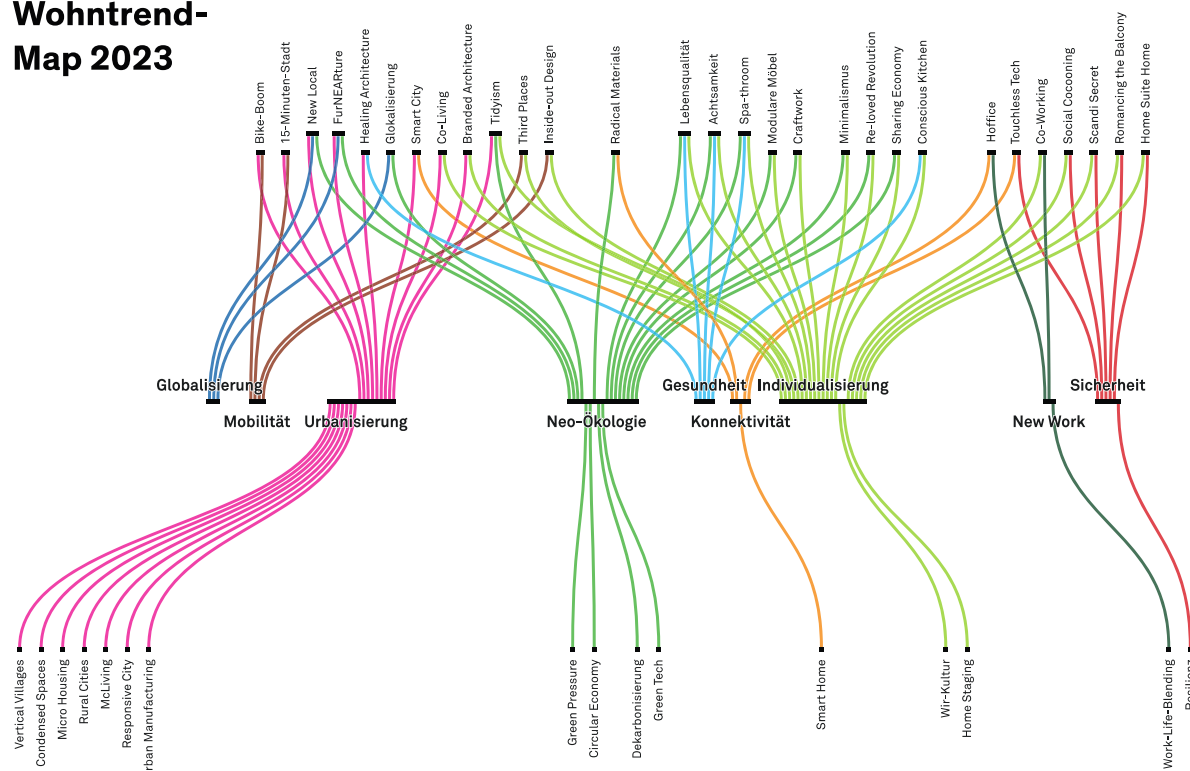 Wohntrend-
Map 2023
Bike-Boom
15-Minuten-Stadt
New Local
FurNEARture
Healing Architecture
Glokalisierung
Smart City
Co-Living
Branded Architecture
Tidyism
Third Places
Inside-out Design
Radical Materials
Lebensqualität
Achtsamkeit
Spa-throom
Modulare Möbel
Craftwork
Minimalismus
Re-loved Revolution
Sharing Economy
Conscious Kitchen
Hoffice
Touchless Tech
Co-Working
Social Cocooning
Scandi Secret
Romancing the Balcony
Home Suite Home
Globalisierung
Gesundheit
Individualisierung
Sicherheit
Mobilität
Urbanisierung
Neo-Ökologie
Konnektivität
New Work
Vertical Villages
Condensed Spaces
Micro Housing
Rural Cities
McLiving
Responsive City
rban Manufacturing
Green Pressure
Circular Economy
Dekarbonisierung
Green Tech
Smart Home
Wir-Kultur
Home Staging
Work-Life-Blending